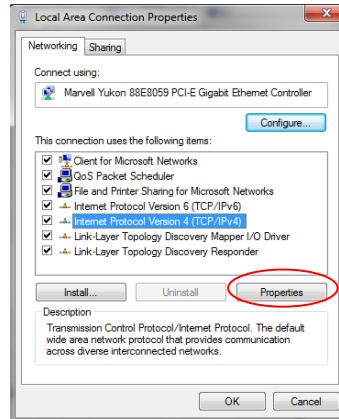 Local Area Connection Properties
Networking Sharing
Connect using:
Marvell Yukon 88E8059 PCI-E Gigabit Ethernet Controller
Configure...
This connection uses the following items:
Client for Microsoft Networks
QoS Packet Scheduler
File and Printer Sharing for Microsoft Networks
Internet Protocol Version 6 (TCP/IPv6)
Internet Protocol Version 4 (TCP/IPv4)
Link-Layer Topology Discovery Mapper I/O Driver
Link-Layer Topology Discovery Responder
Install... Uninstall Properties
Description
Transmission Control Protocol/Internet Protocol. The default
wide area network protocol that provides communication
across diverse interconnected networks.
OK Cancel